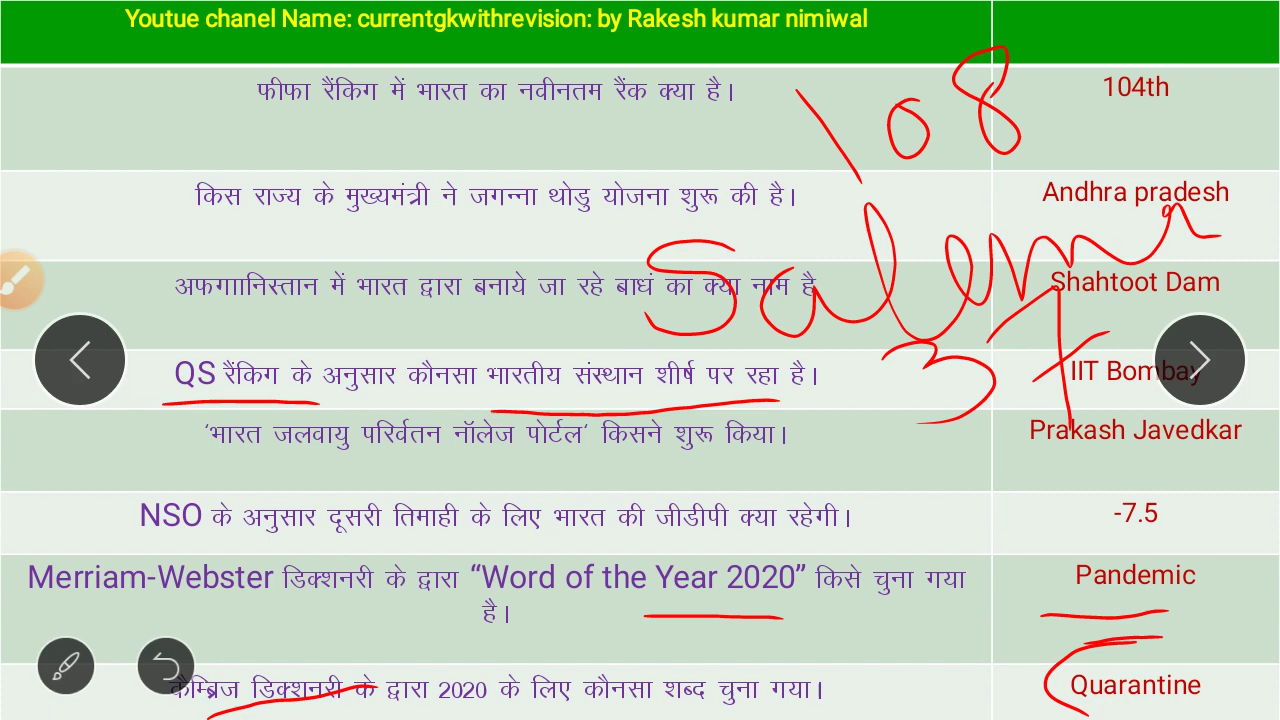 Youtue chanel Name: currentgkwithrevision: by Rakesh kumar nimiwal
फीफा रैंकिग में भारत का नवीनतम रैंक क्या है। 104th
108
किस राज्य के मुख्यमंत्री ने जगन्ना थोडु योजना शुरू की है। Andhra pradesh
अफगाानिस्तान में भारत द्वारा बनाये जा रहे बाधं का क्या नाम है Shahtoot Dam
Salema
QS रैंकिग के अनुसार कौनसा भारतीय संस्थान शीर्ष पर रहा है। IIT Bombay
37
‘भारत जलवायु परिर्वतन नॉलेज पोर्टल’ किसने शुरू किया। Prakash Javedkar
NSO के अनुसार दूसरी तिमाही के लिए भारत की जीडीपी क्या रहेगी। -7.5
Merriam-Webster डिक्शनरी के द्वारा “Word of the Year 2020” किसे चुना गया Pandemic
है।
कैम्ब्रिज डिक्शनरी के द्वारा 2020 के लिए कौनसा शब्द चुना गया। Quarantine